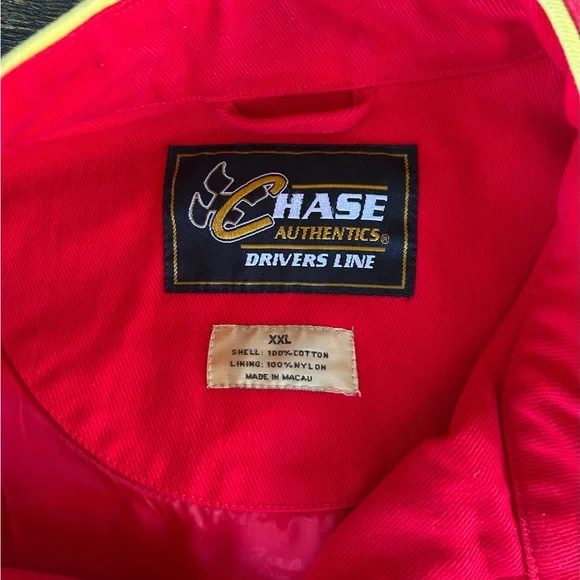 CHASE
AUTHENTICS®
DRIVERS LINE
XXL
SHELL: 100% COTTON
LINING: 100% NYLON
MADE IN MACAU